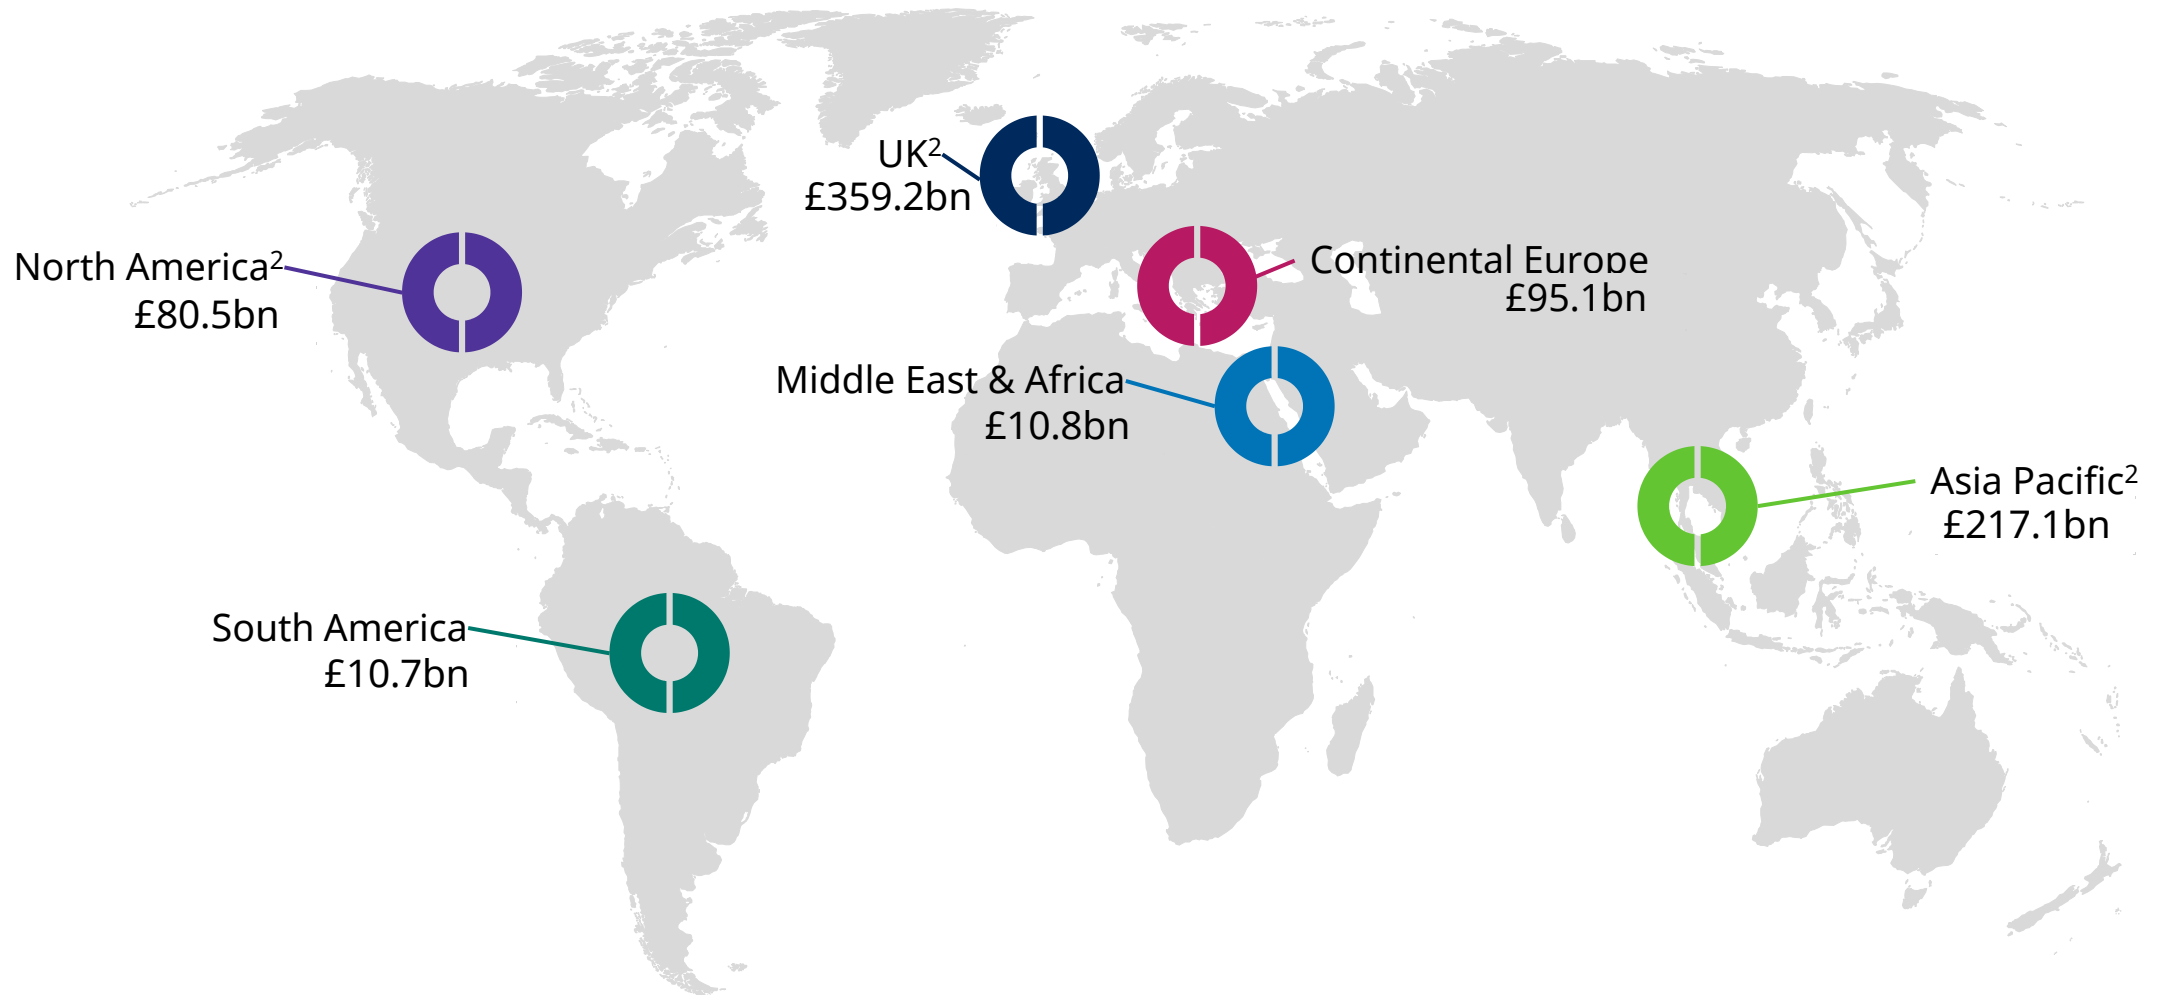 UK²
£359.2bn
North America²
£80.5bn
Continental Europe
£95.1bn
Middle East & Africa
£10.8bn
Asia Pacific²
£217.1bn
South America
£10.7bn